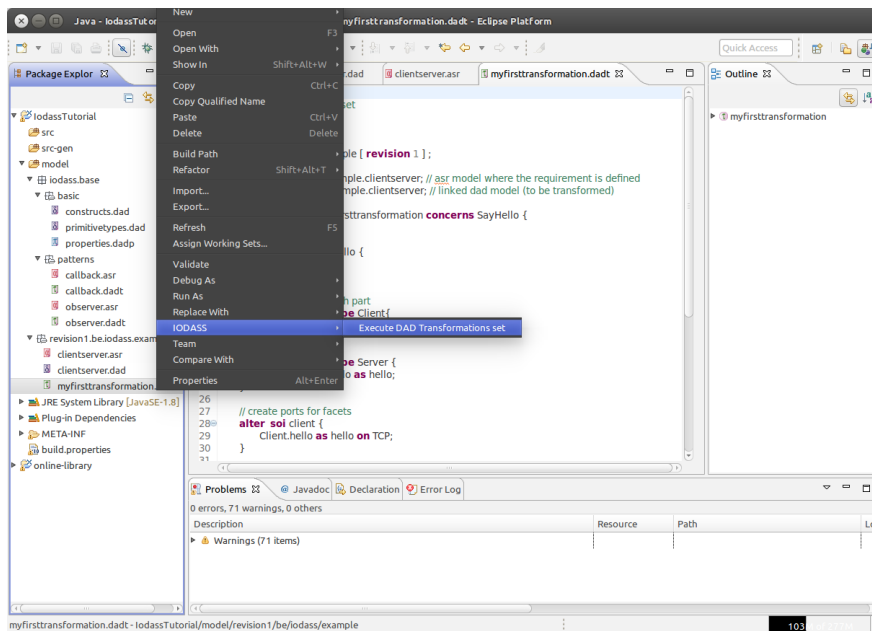 Java - IodassTutor
New
myfirsttransformation.dadt - Eclipse Platform
Open F3
Open With
Show In Shift+Alt+W
Copy Ctrl+C
Copy Qualified Name
Paste Ctrl+V
Delete Delete
Build Path
Refactor Shift+Alt+T
Import...
Export...
Refresh F5
Assign Working Sets...
Validate
Debug As
Run As
Replace With
IODASS
Execute DAD Transformations set
Team
Compare With
Properties Alt+Enter
Quick Access
Package Explor
IodassTutorial
src
src-gen
model
iodass.base
basic
constructs.dad
primitivetypes.dad
properties.dadp
patterns
callback.asr
callback.dadt
observer.asr
observer.dadt
revision1.be.iodass.exam
clientserver.asr
clientserver.dad
myfirsttransformation.
JRE System Library [JavaSE-1.8]
Plug-in Dependencies
META-INF
build.properties
online-library
r.dad
clientserver.asr
myfirsttransformation.dadt
set
ple [ revision 1 ] ;
mple.clientserver; // asr model where the requirement is defined
mple.clientserver; // linked dad model (to be transformed)
rsttransformation concerns SayHello {
llo {
h part
pe Client{
pe Server {
lo as hello;
26
27 // create ports for facets
28 alter soi client {
29 Client.hello as hello on TCP;
30 }
31
Outline
myfirsttransformation
Problems
Javadoc
Declaration
Error Log
0 errors, 71 warnings, 0 others
Description Resource Path Lo
Warnings (71 items)
myfirsttransformation.dadt - IodassTutorial/model/revision1/be/iodass/example